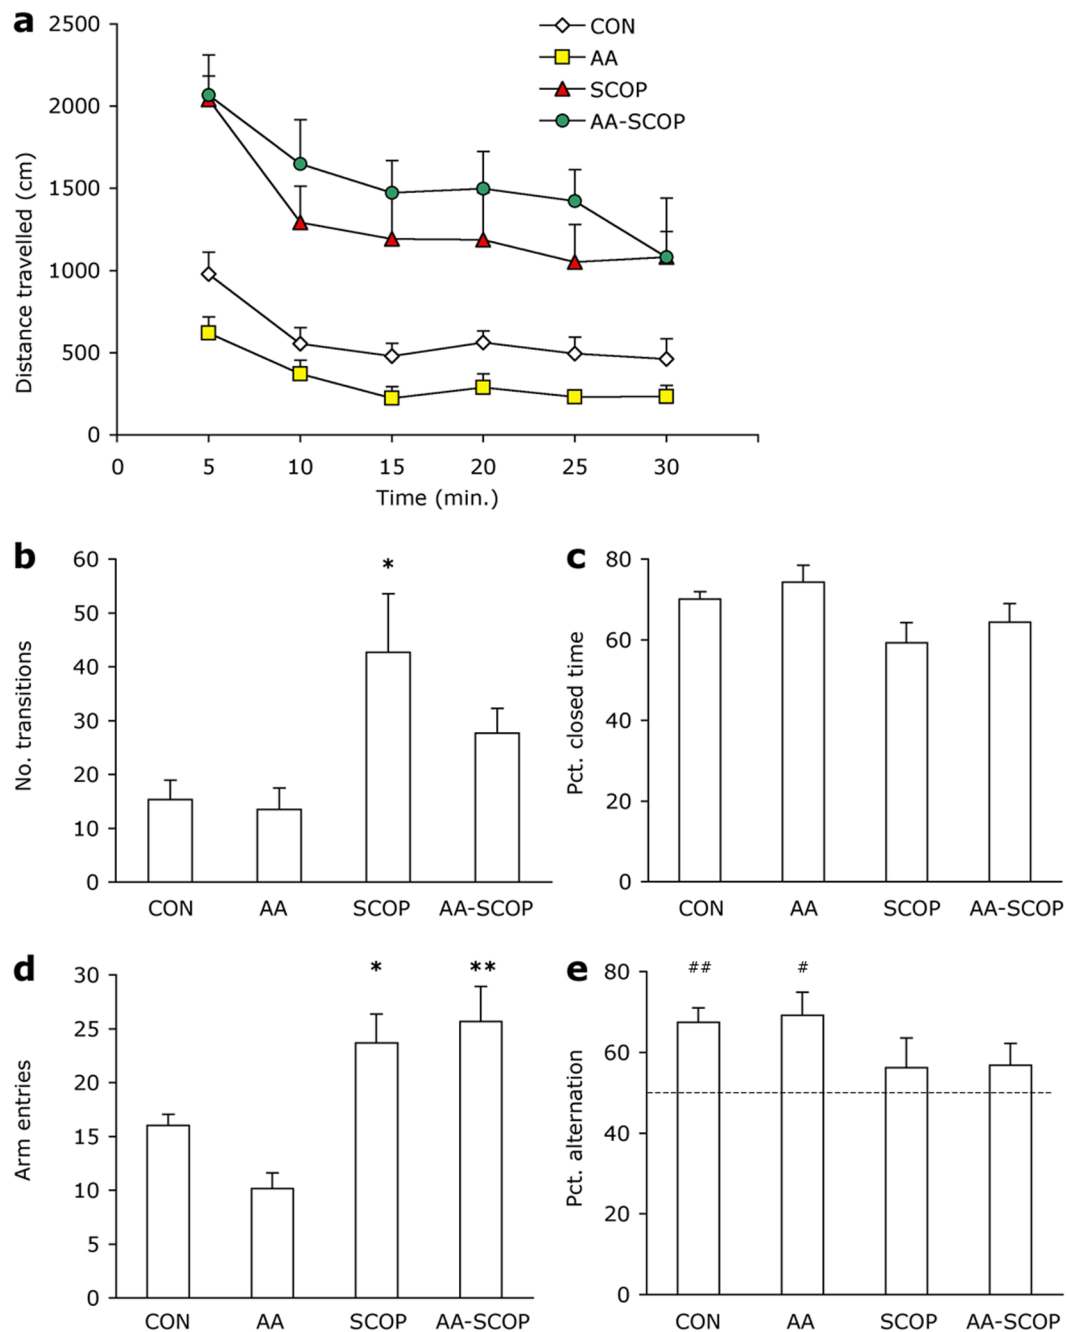 a
2500
2000
1500
1000
500
0
Distance travelled (cm)
CON
AA
SCOP
AA-SCOP
0 5 10 15 20 25 30
Time (min.)
b
60
50
40
30
20
10
0
No. transitions
*
CON AA SCOP AA-SCOP
c
80
60
40
20
0
Pct. closed time
CON AA SCOP AA-SCOP
d
30
25
20
15
10
5
0
Arm entries
* **
CON AA SCOP AA-SCOP
e
80
60
40
20
0
Pct. alternation
## #
CON AA SCOP AA-SCOP